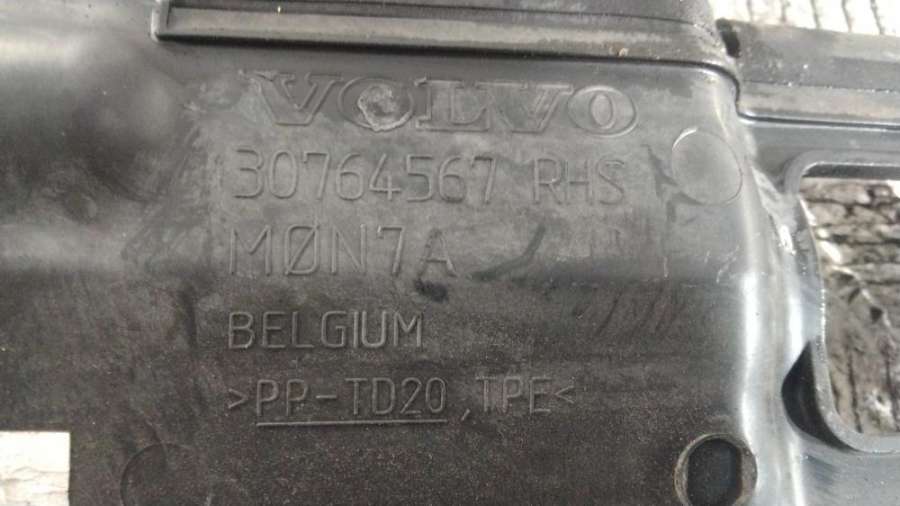 VOLVO
30764567 RHS
MØN7A
BELGIUM
>PP-TD20,TPE<